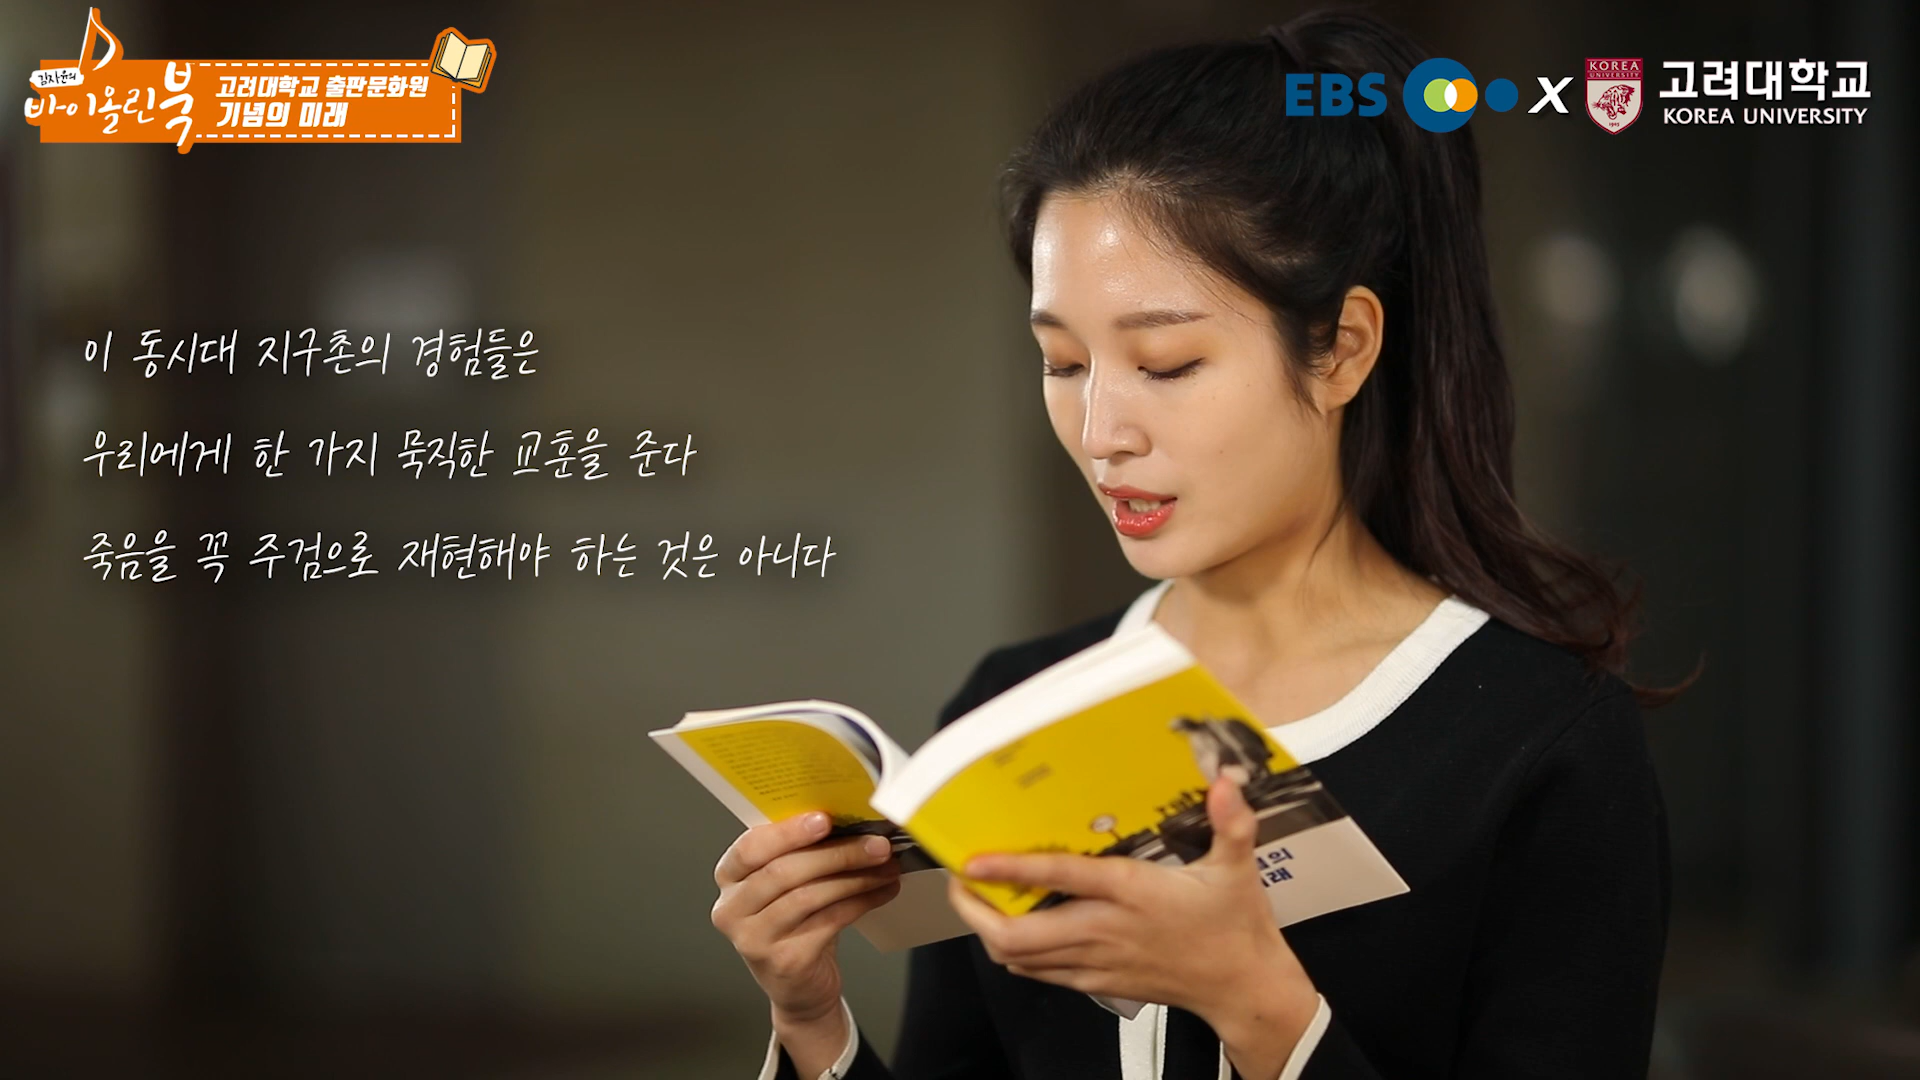 김자윤의
바이올린북
고려대학교 출판문화원
기념의 미래
EBS X
KOREA
UNIVERSITY
1905
고려대학교
KOREA UNIVERSITY
이 동시대 지구촌의 경험들은
우리에게 한 가지 묵직한 교훈을 준다
죽음을 꼭 주검으로 재현해야 하는 것은 아니다
의
래